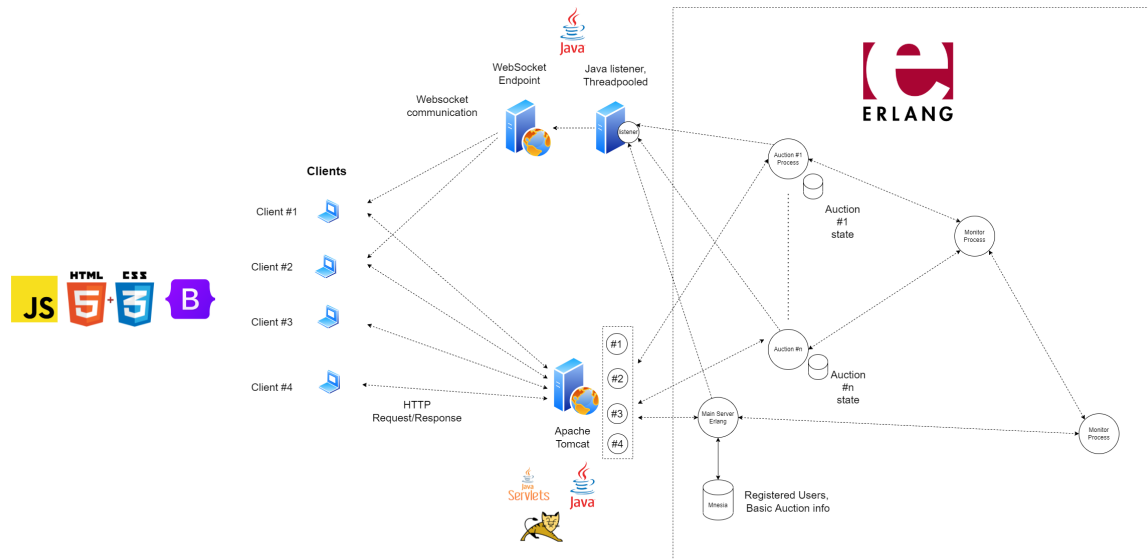 Java
WebSocket
Endpoint
Java listener,
Threadpooled
ERLANG
Websocket
communication
listener
Auction #1
Process
Auction
#1
state
Clients
Client #1
Client #2
Client #3
Client #4
Monitor
Process
JS
HTML
5
+
CSS
3
B
#1
#2
#3
#4
Auction #n
Auction
#n
state
HTTP
Request/Response
Apache
Tomcat
Main Server
Erlang
Monitor
Process
Java
Servlets
Java
Mnesia
Registered Users,
Basic Auction info